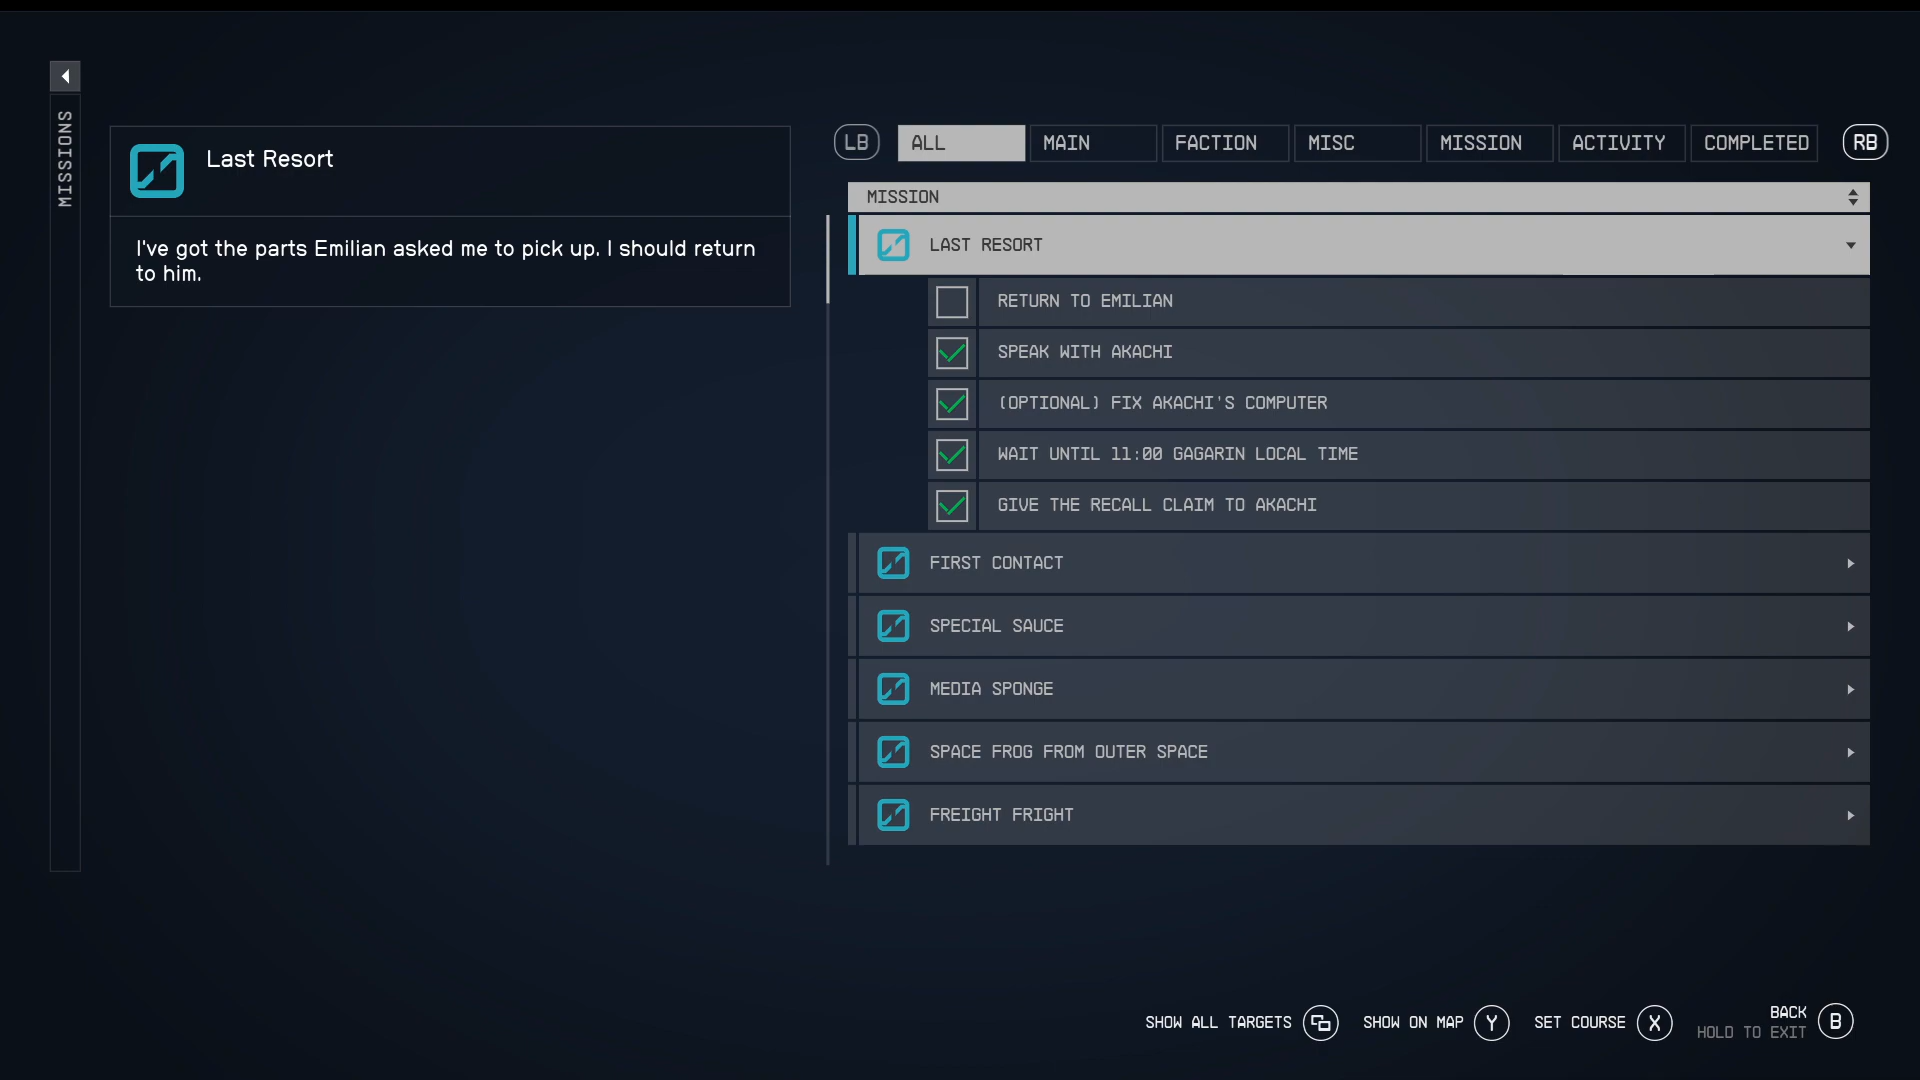 MISSIONS
Last Resort
I've got the parts Emilian asked me to pick up. I should return
to him.
LB
ALL
MAIN
FACTION
MISC
MISSION
ACTIVITY
COMPLETED
RB
MISSION
LAST RESORT
RETURN TO EMILIAN
SPEAK WITH AKACHI
(OPTIONAL) FIX AKACHI'S COMPUTER
WAIT UNTIL 11:00 GAGARIN LOCAL TIME
GIVE THE RECALL CLAIM TO AKACHI
FIRST CONTACT
SPECIAL SAUCE
MEDIA SPONGE
SPACE FROG FROM OUTER SPACE
FREIGHT FRIGHT
SHOW ALL TARGETS
SHOW ON MAP Y
SET COURSE X
BACK B
HOLD TO EXIT